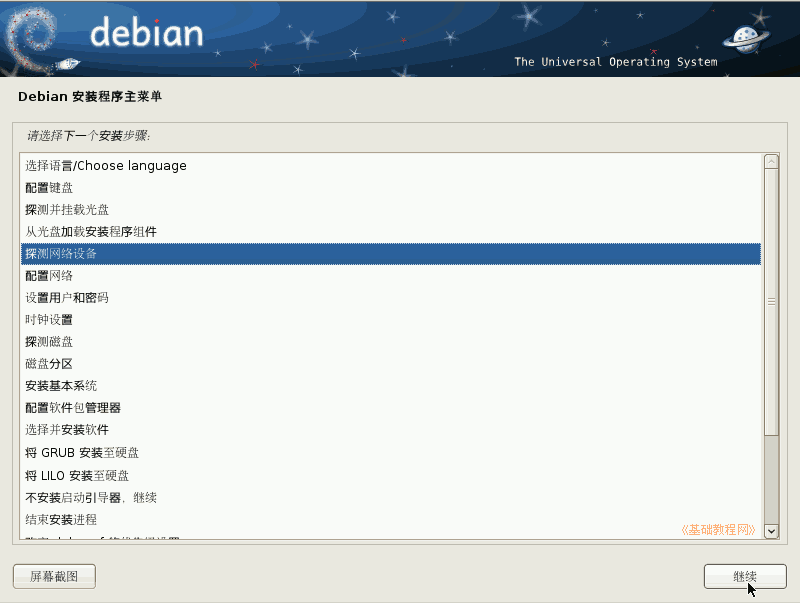 debian
The Universal Operating System
Debian 安装程序主菜单
请选择下一个安装步骤:
选择语言/Choose language
配置键盘
探测并挂载光盘
从光盘加载安装程序组件
探测网络设备
配置网络
设置用户和密码
时钟设置
探测磁盘
磁盘分区
安装基本系统
配置软件包管理器
选择并安装软件
将 GRUB 安装至硬盘
将 LILO 安装至硬盘
不安装启动引导器，继续
结束安装进程
《基础教程网》
屏幕截图
继续